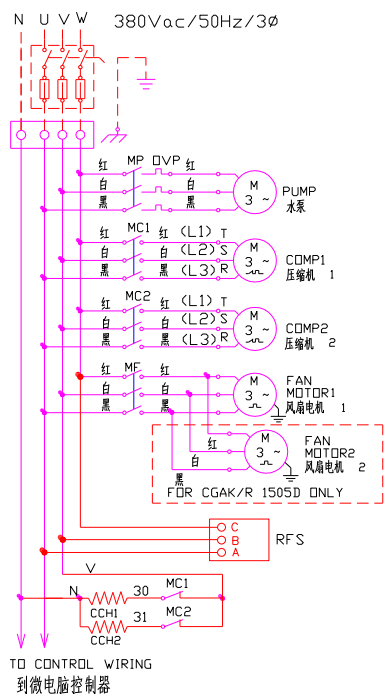 N U V W 380Vac/50Hz/3Ø
红 MP OVP 红
白 白 M 3 ~ PUMP
黑 黑 水泵
红 MC1 红 (L1) T
白 白 (L2) S M 3 ~ COMP1
黑 黑 (L3) R 压缩机 1
红 MC2 红 (L1) T
白 白 (L2) S M 3 ~ COMP2
黑 黑 (L3) R 压缩机 2
红 MF 红 FAN
白 白 M 3 ~ MOTOR1
黑 黑 风扇电机 1
红 M 3 ~ FAN
白 MOTOR2
黑 风扇电机 2
FOR CGAK/R 1505D ONLY
C
B RFS
A
V
N 30 MC1
CCH1
31 MC2
CCH2
TO CONTROL WIRING
到微电脑控制器